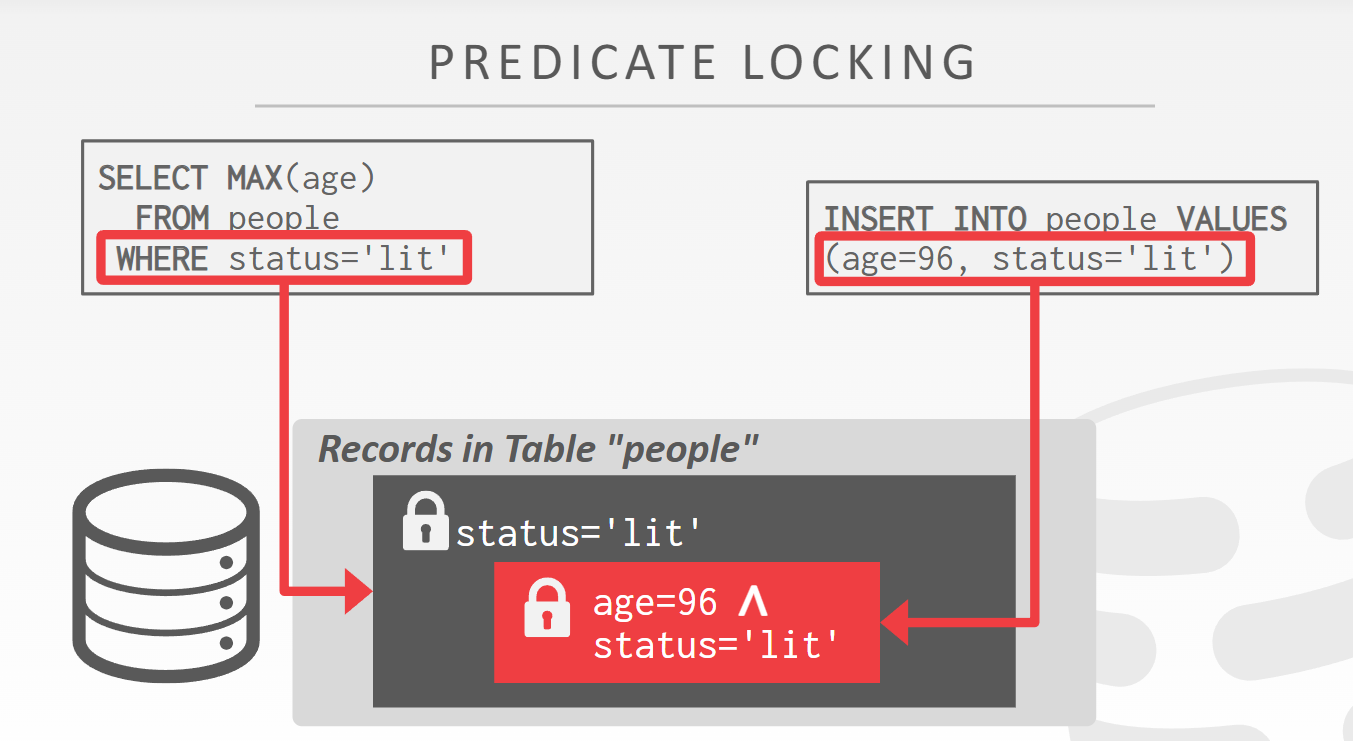 PREDICATE LOCKING
SELECT MAX(age)
FROM people
WHERE status='lit'
INSERT INTO people VALUES
(age=96, status='lit')
Records in Table "people"
status='lit'
age=96 ∧
status='lit'